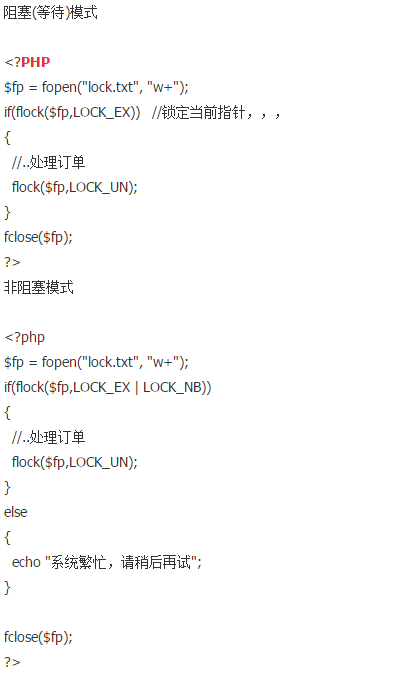 阻塞(等待)模式
<?PHP
$fp = fopen("lock.txt", "w+");
if(flock($fp,LOCK_EX)) //锁定当前指针，，，
{
//..处理订单
flock($fp,LOCK_UN);
}
fclose($fp);
?>
非阻塞模式
<?php
$fp = fopen("lock.txt", "w+");
if(flock($fp,LOCK_EX | LOCK_NB))
{
//..处理订单
flock($fp,LOCK_UN);
}
else
{
echo "系统繁忙，请稍后再试";
}
fclose($fp);
?>